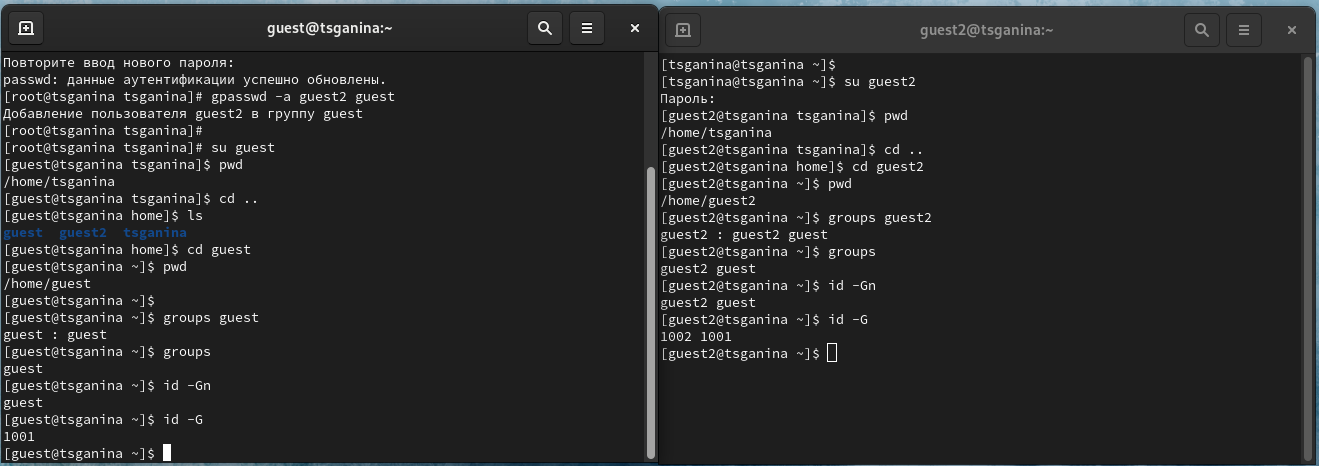 guest@tsganina:~
Повторите ввод нового пароля:
passwd: данные аутентификации успешно обновлены.
[root@tsganina tsganina]# gpasswd -a guest2 guest
Добавление пользователя guest2 в группу guest
[root@tsganina tsganina]#
[root@tsganina tsganina]# su guest
[guest@tsganina tsganina]$ pwd
/home/tsganina
[guest@tsganina tsganina]$ cd ..
[guest@tsganina home]$ ls
guest  guest2  tsganina
[guest@tsganina home]$ cd guest
[guest@tsganina ~]$ pwd
/home/guest
[guest@tsganina ~]$
[guest@tsganina ~]$ groups guest
guest : guest
[guest@tsganina ~]$ groups
guest
[guest@tsganina ~]$ id -Gn
guest
[guest@tsganina ~]$ id -G
1001
[guest@tsganina ~]$
guest2@tsganina:~
[tsganina@tsganina ~]$
[tsganina@tsganina ~]$ su guest2
Пароль:
[guest2@tsganina tsganina]$ pwd
/home/tsganina
[guest2@tsganina tsganina]$ cd ..
[guest2@tsganina home]$ cd guest2
[guest2@tsganina ~]$ pwd
/home/guest2
[guest2@tsganina ~]$ groups guest2
guest2 : guest2 guest
[guest2@tsganina ~]$ groups
guest2 guest
[guest2@tsganina ~]$ id -Gn
guest2 guest
[guest2@tsganina ~]$ id -G
1002 1001
[guest2@tsganina ~]$